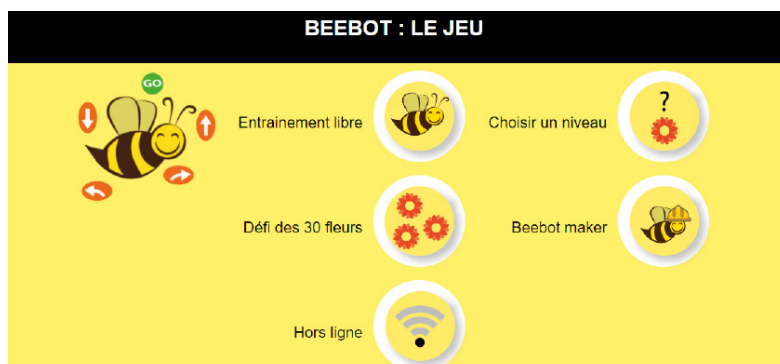 BEEBOT : LE JEU
GO
Entrainement libre
Choisir un niveau
?
Défi des 30 fleurs
Beebot maker
Hors ligne